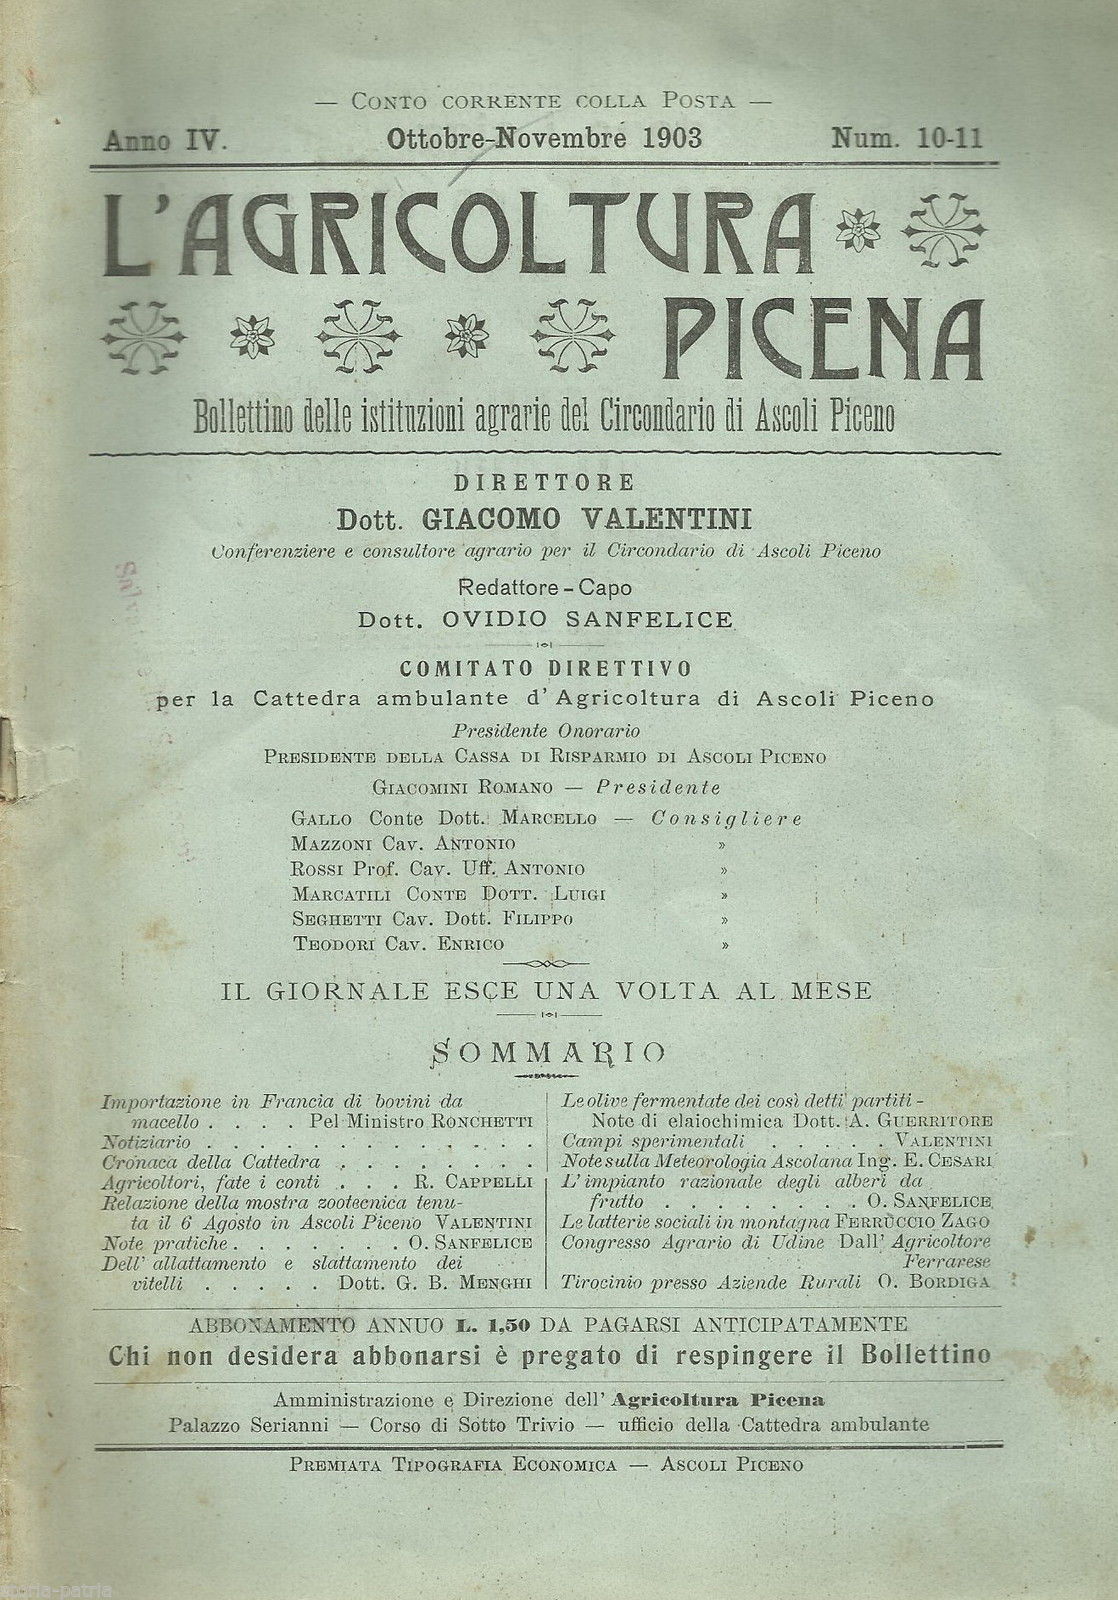 — Conto corrente colla Posta —
Anno IV. Ottobre-Novembre 1903 Num. 10-11
L'AGRICOLTURA
PICENA
Bollettino delle istituzioni agrarie del Circondario di Ascoli Piceno
DIRETTORE
Dott. GIACOMO VALENTINI
Conferenziere e consultore agrario per il Circondario di Ascoli Piceno
Redattore-Capo
Dott. OVIDIO SANFELICE
COMITATO DIRETTIVO
per la Cattedra ambulante d'Agricoltura di Ascoli Piceno
Presidente Onorario
Presidente della Cassa di Risparmio di Ascoli Piceno
Giacomini Romano — Presidente
Gallo Conte Dott. Marcello — Consigliere
Mazzoni Cav. Antonio »
Rossi Prof. Cav. Uff. Antonio »
Marcatili Conte Dott. Luigi »
Seghetti Cav. Dott. Filippo »
Teodori Cav. Enrico »
IL GIORNALE ESCE UNA VOLTA AL MESE
SOMMARIO
Importazione in Francia di bovini da
macello . . . . Pel Ministro Ronchetti
Notiziario . . . . . . . . . . . . . .
Cronaca della Cattedra . . . . . . . .
Agricoltori, fate i conti . . . R. Cappelli
Relazione della mostra zootecnica tenu-
ta il 6 Agosto in Ascoli Piceno Valentini
Note pratiche . . . . . . . O. Sanfelice
Dell'allattamento e slattamento dei
vitelli . . . . . Dott. G. B. Menghi
Le olive fermentate dei così detti partiti -
Note di elaiochimica Dott. A. Guerritore
Campi sperimentali . . . . . Valentini
Note sulla Meteorologia Ascolana Ing. E. Cesari
L'impianto razionale degli alberi da
frutto . . . . . . . . O. Sanfelice
Le latterie sociali in montagna Ferruccio Zago
Congresso Agrario di Udine Dall'Agricoltore
Ferrarese
Tirocinio presso Aziende Rurali O. Bordiga
ABBONAMENTO ANNUO L. 1,50 DA PAGARSI ANTICIPATAMENTE
Chi non desidera abbonarsi è pregato di respingere il Bollettino
Amministrazione e Direzione dell'Agricoltura Picena
Palazzo Serianni — Corso di Sotto Trivio — ufficio della Cattedra ambulante
Premiata Tipografia Economica — Ascoli Piceno
storia-patria